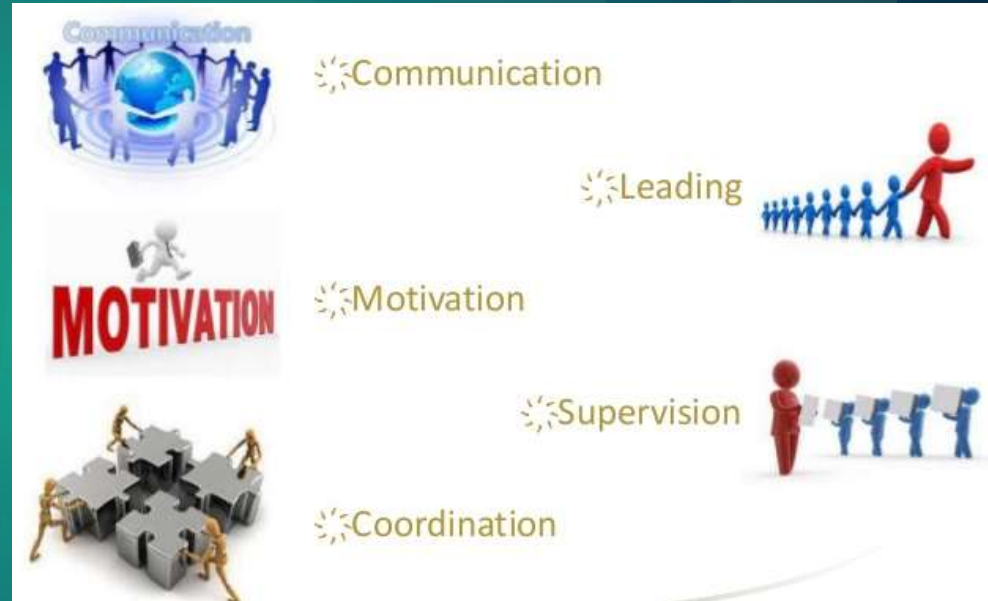 Communication
Communication
Leading
MOTIVATION
Motivation
Supervision
Coordination